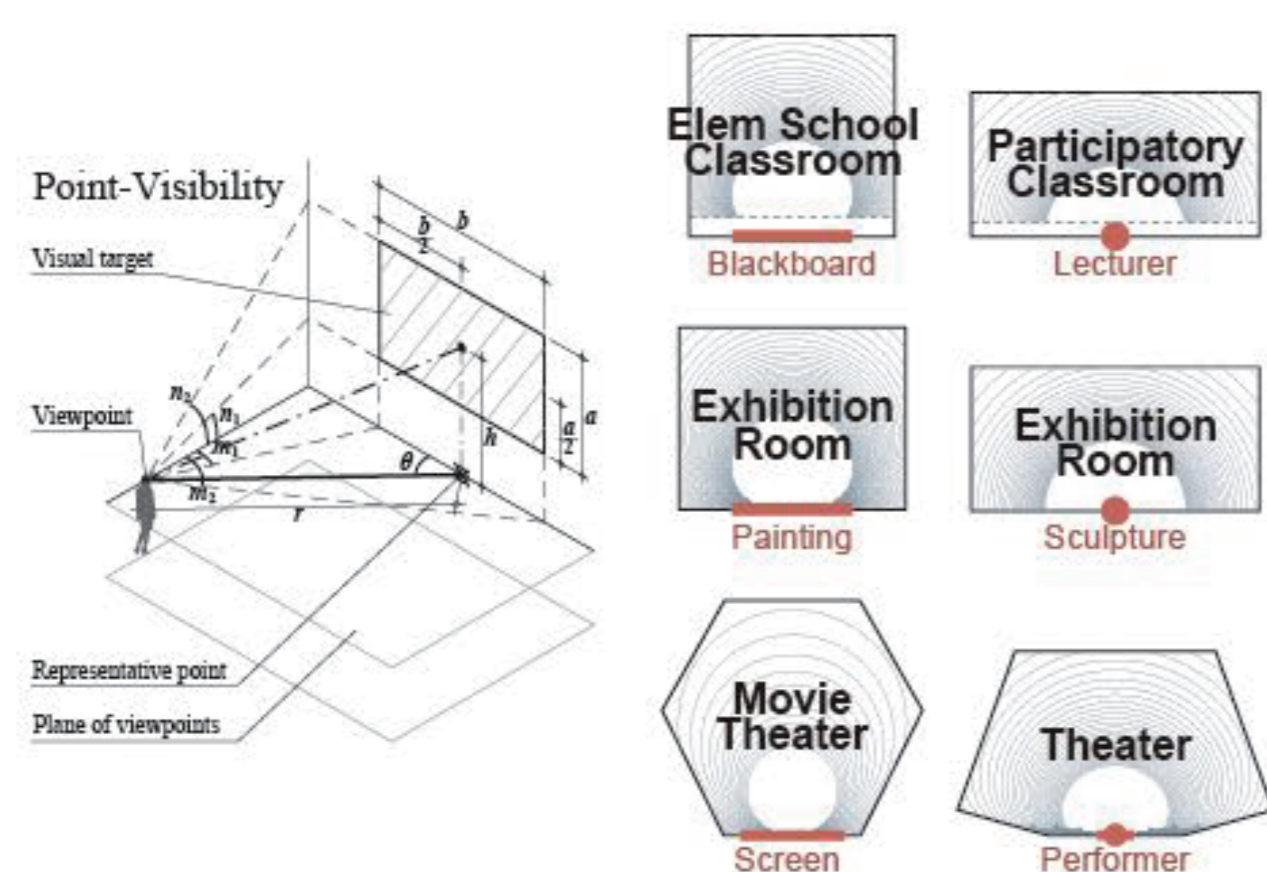 Point-Visibility
Visual target
b
b
2
n₂
n₁
m₁
m₂
θ
h
a
2
a
Viewpoint
r
Representative point
Plane of viewpoints
Elem School
Classroom
Blackboard
Participatory
Classroom
Lecturer
Exhibition
Room
Painting
Exhibition
Room
Sculpture
Movie
Theater
Screen
Theater
Performer